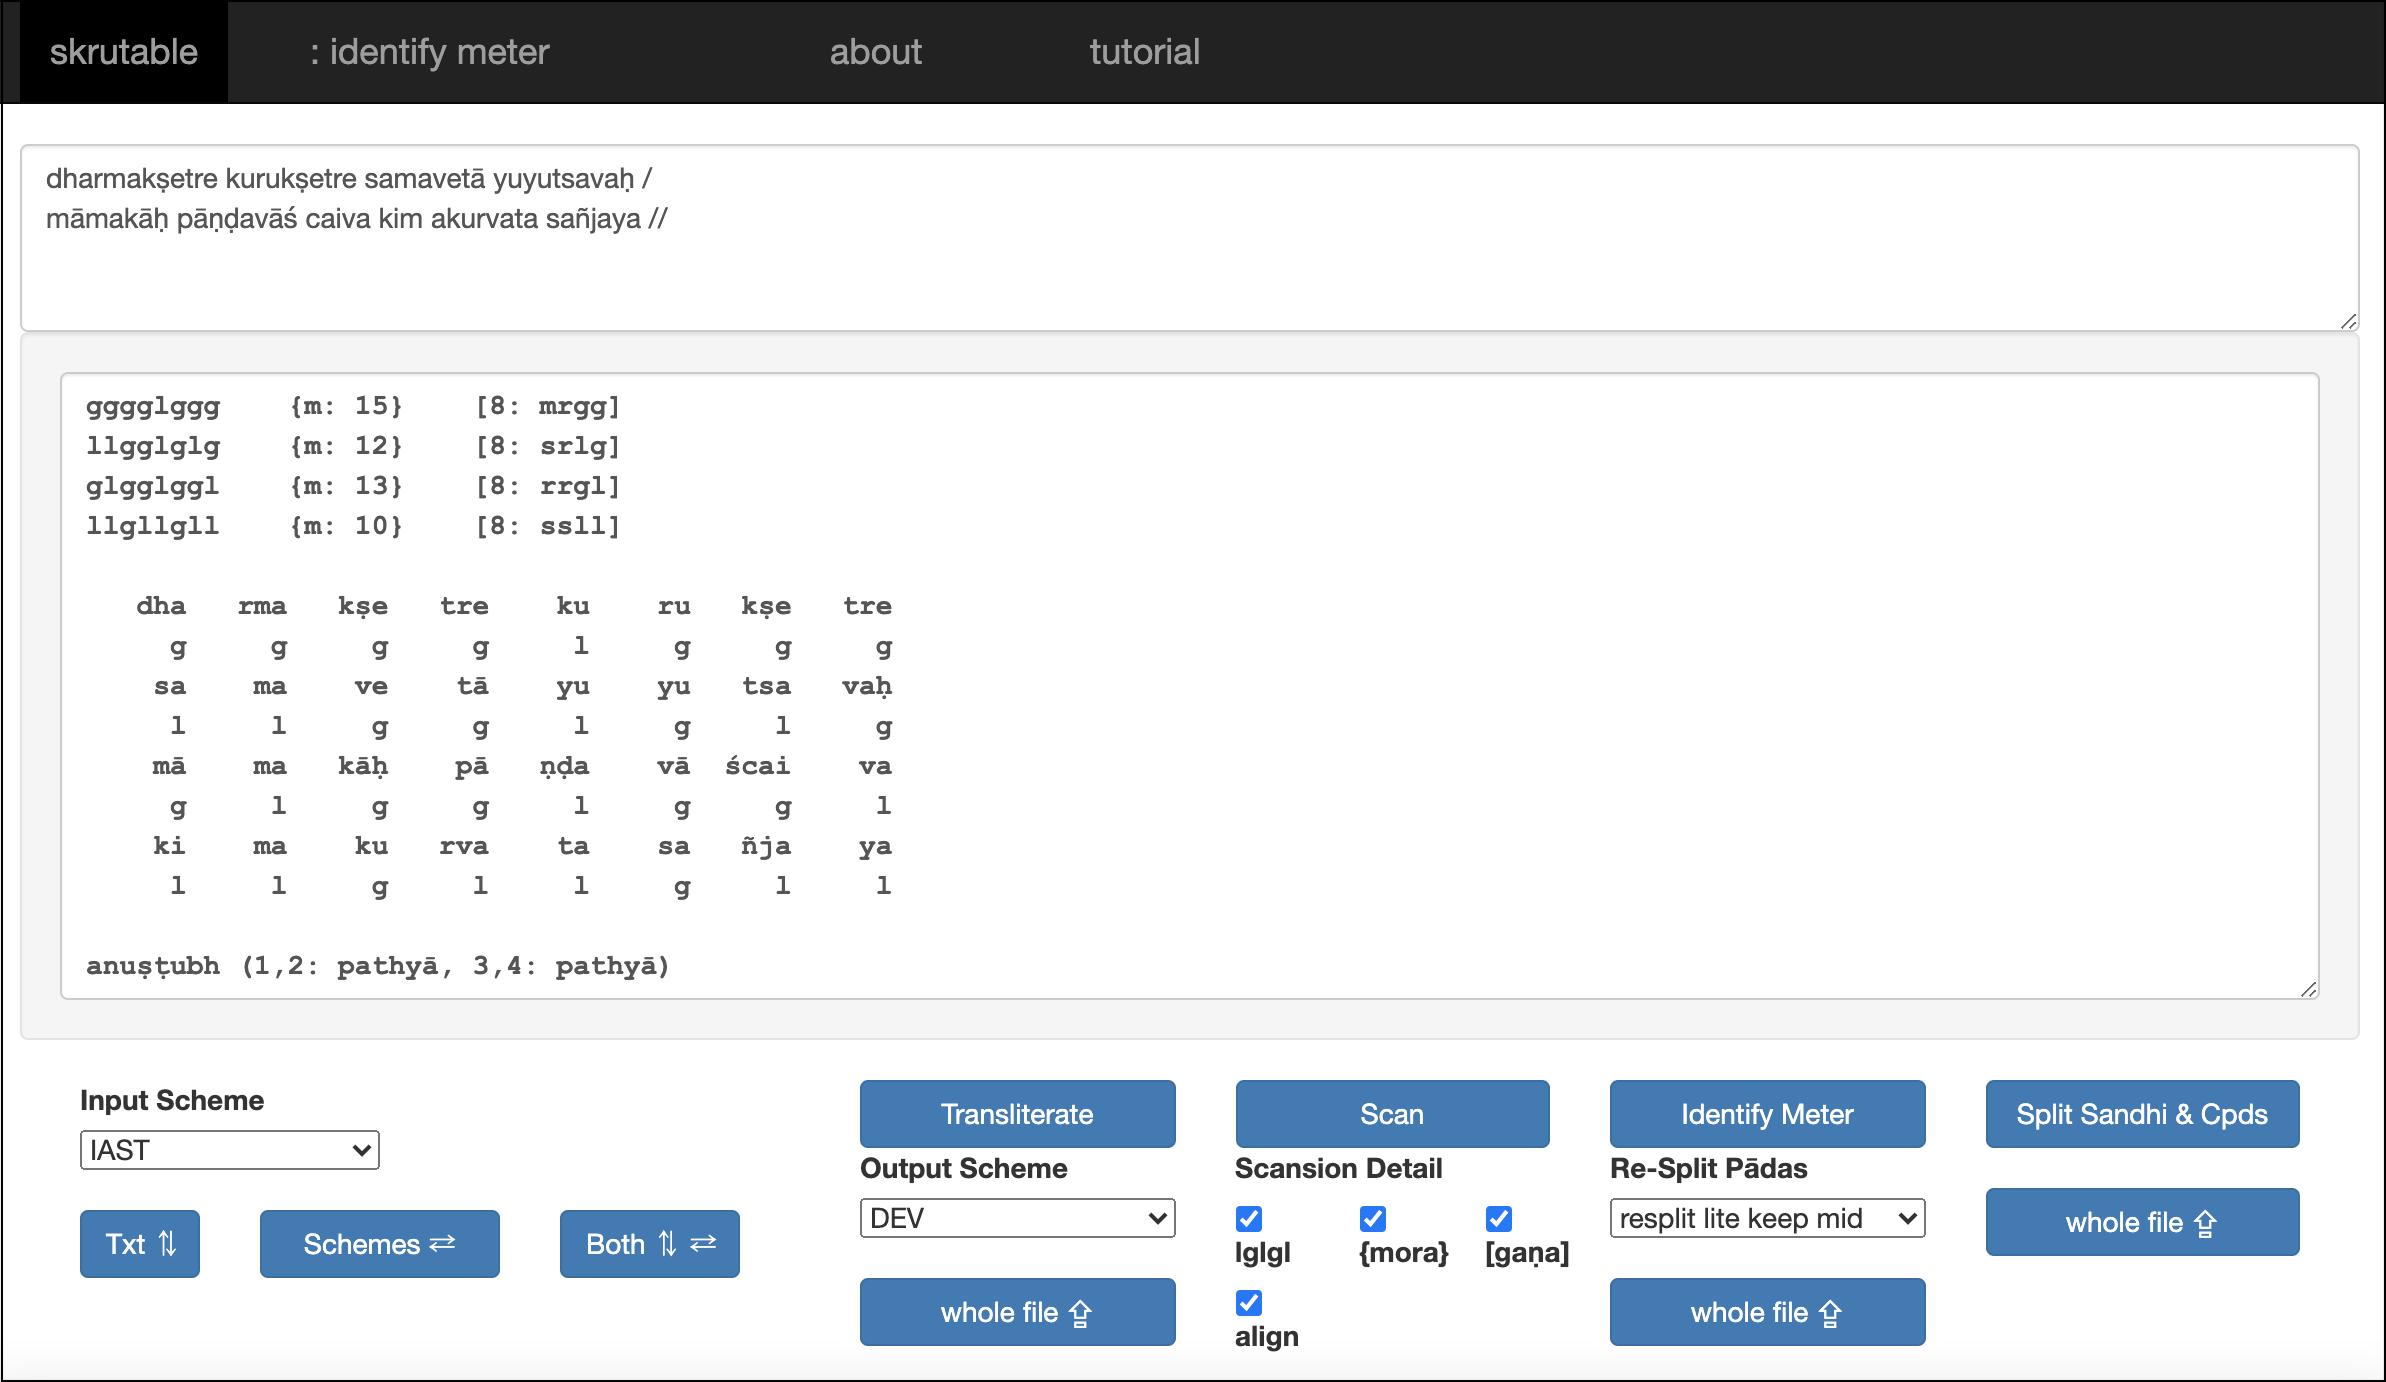 skrutable : identify meter about tutorial
dharmakṣetre kurukṣetre samavetā yuyutsavaḥ /
māmakāḥ pāṇḍavāś caiva kim akurvata sañjaya //
gggglggg {m: 15} [8: mrgg]
llgglglg {m: 12} [8: srlg]
glgglggl {m: 13} [8: rrgl]
llgllgll {m: 10} [8: ssll]
dha rma kṣe tre ku ru kṣe tre
g g g g l g g g
sa ma ve tā yu yu tsa vaḥ
l l g g l g l g
mā ma kāḥ pā ṇḍa vā ścai va
g l g g l g g l
ki ma ku rva ta sa ñja ya
l l g l l g l l
anuṣṭubh (1,2: pathyā, 3,4: pathyā)
Input Scheme
IAST
Txt ⇅ Schemes ⇄ Both ⇅ ⇄
Transliterate
Output Scheme
DEV
whole file ⇪
Scan
Scansion Detail
lglgl {mora} [gaṇa]
align
Identify Meter
Re-Split Pādas
resplit lite keep mid
whole file ⇪
Split Sandhi & Cpds
whole file ⇪